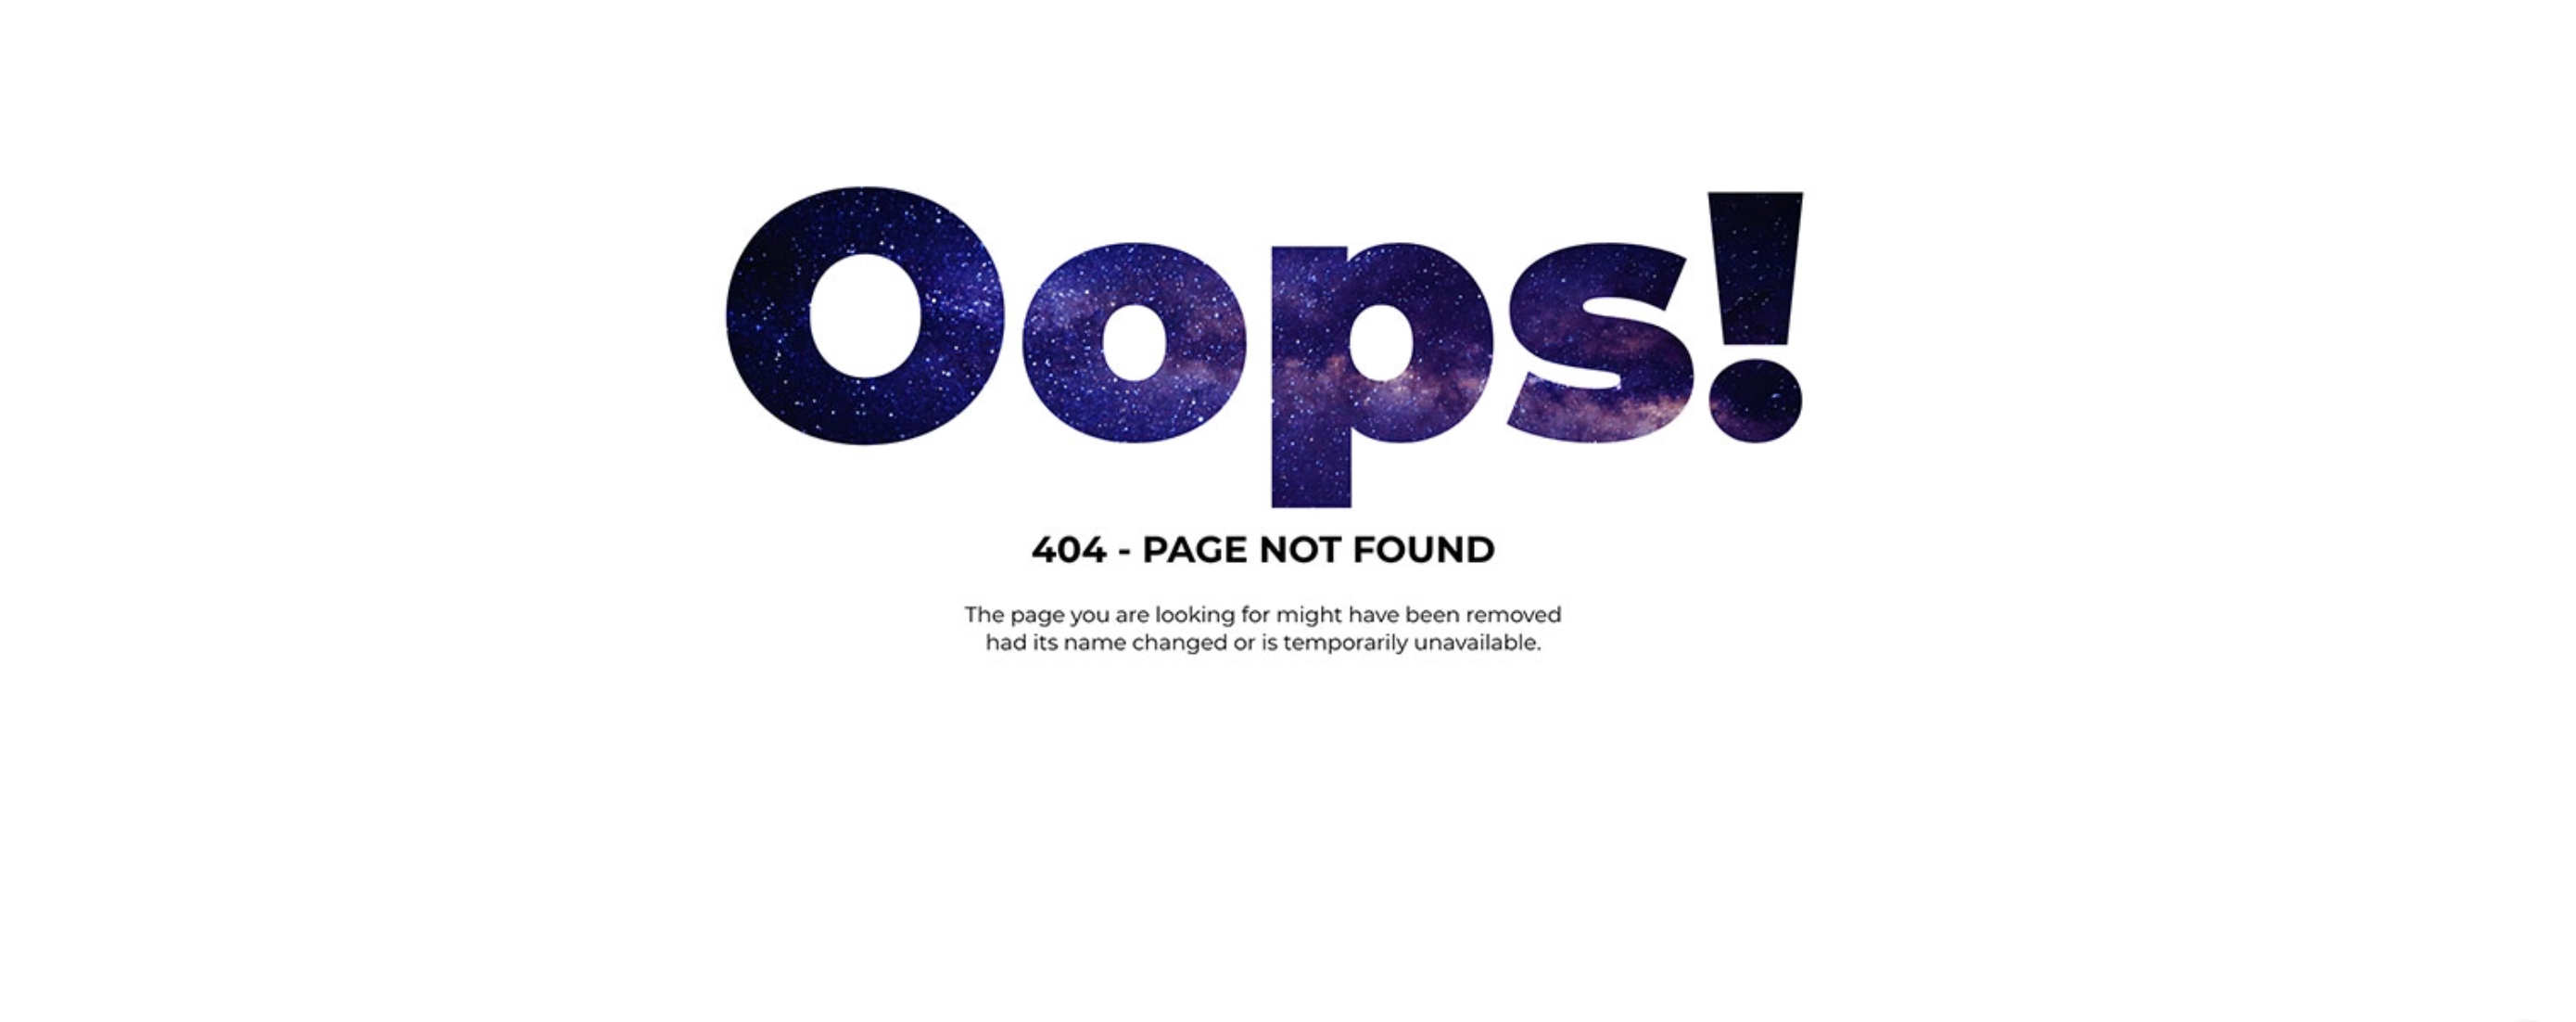 Oops!
404 - PAGE NOT FOUND
The page you are looking for might have been removed
had its name changed or is temporarily unavailable.